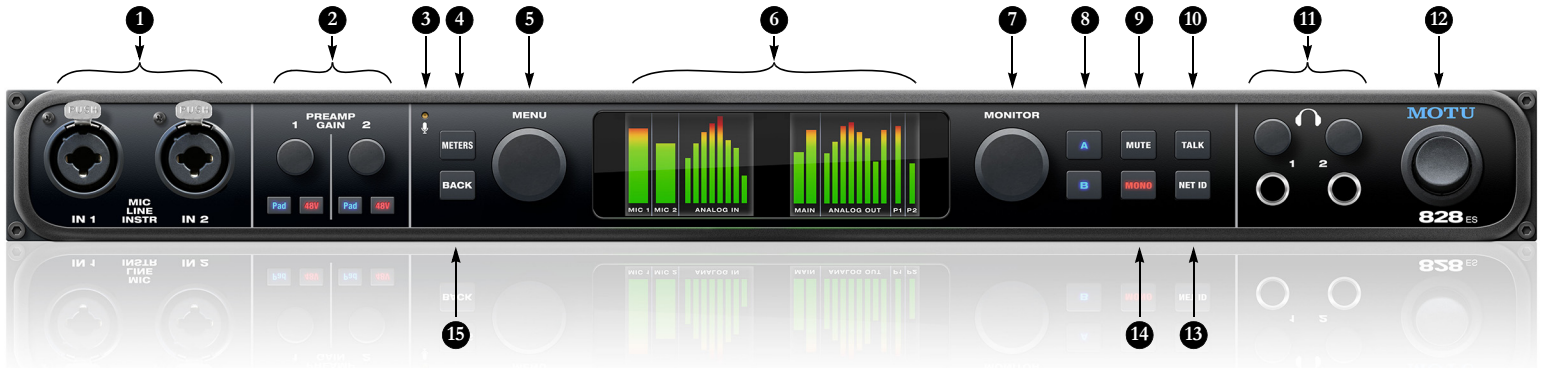 1 2 3 4 5 6 7 8 9 10 11 12
PUSH PUSH
IN 1 IN 2
MIC
LINE
INSTR
PREAMP
1 GAIN 2
Pad 48V Pad 48V
METERS
BACK
MENU
MIC 1 MIC 2 ANALOG IN
MAIN ANALOG OUT P1 P2
MONITOR
A MUTE TALK
B MONO NET ID
1 2
MOTU
828 ES
15 14 13